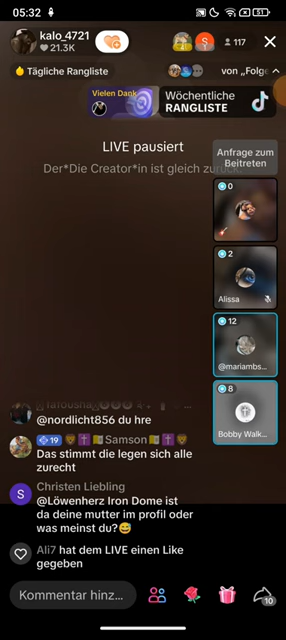 05:32
51
kalo_4721
21.3K
117
Tägliche Rangliste
von „Folge
Vielen Dank
Wöchentliche
RANGLISTE
LIVE pausiert
Der*Die Creator*in ist gleich zurück.
Anfrage zum
Beitreten
0
2
Alissa
12
@mariambs...
8
Bobby Walk...
@nordlicht856 du hre
19 Samson
Das stimmt die legen sich alle
zurecht
S
S
Christen Liebling
@Löwenherz Iron Dome ist
da deine mutter im profil oder
was meinst du?😅
Ali7 hat dem LIVE einen Like
gegeben
Kommentar hinz...
10